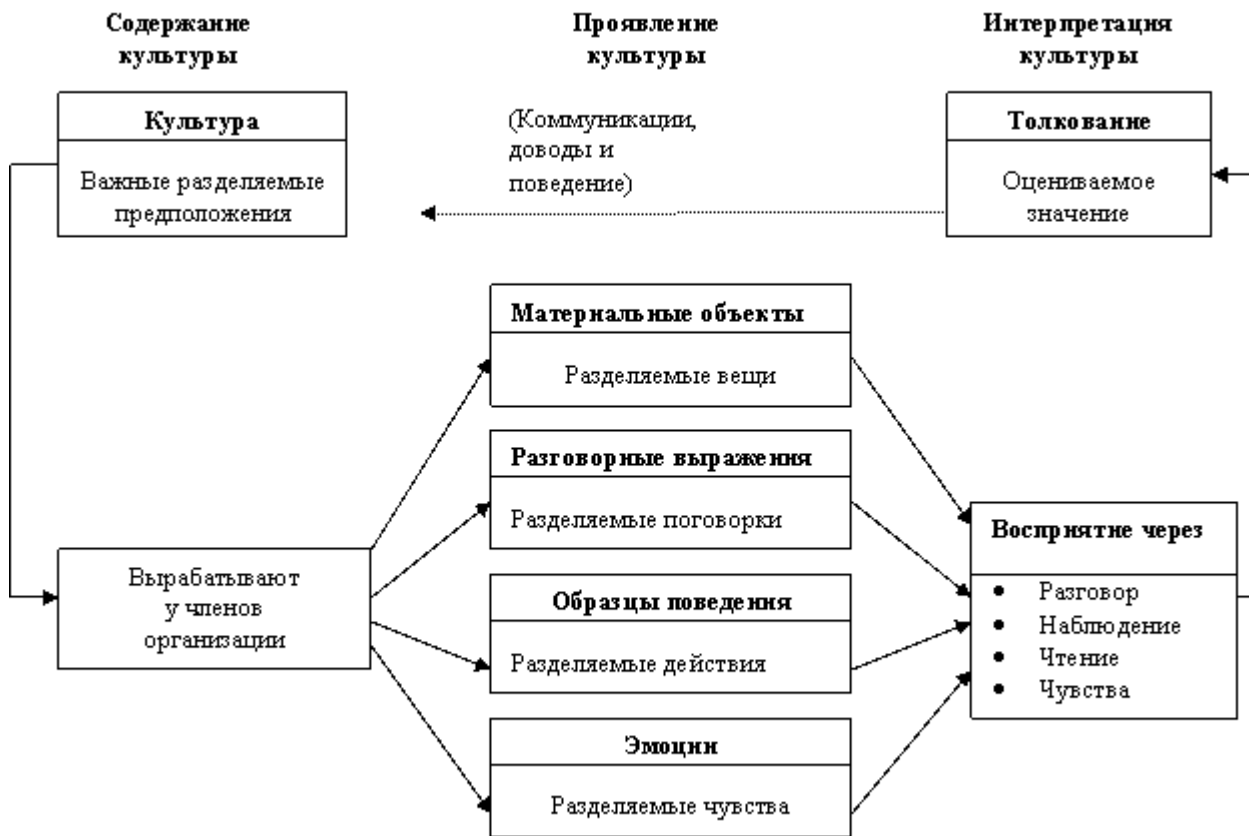 Содержание
культуры
Проявление
культуры
Интерпретация
культуры
Культура
Важные разделяемые
предположения
(Коммуникации,
доводы и
поведение)
Толкование
Оцениваемое
значение
Материальные объекты
Разделяемые вещи
Разговорные выражения
Разделяемые поговорки
Вырабатывают
у членов
организации
Образцы поведения
Разделяемые действия
Эмоции
Разделяемые чувства
Восприятие через
• Разговор
• Наблюдение
• Чтение
• Чувства